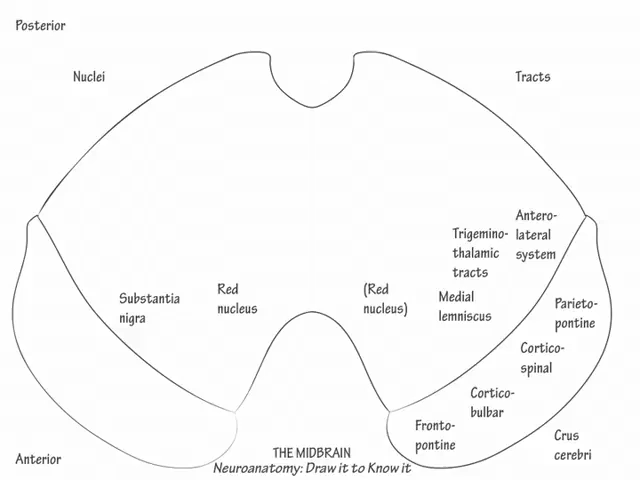 Posterior
Nuclei
Tracts
Antero-
lateral
system
Trigemino-
thalamic
tracts
Substantia
nigra
Red
nucleus
(Red
nucleus)
Medial
lemniscus
Parieto-
pontine
Cortico-
spinal
Cortico-
bulbar
Fronto-
pontine
Crus
cerebri
Anterior
THE MIDBRAIN
Neuroanatomy: Draw it to Know it